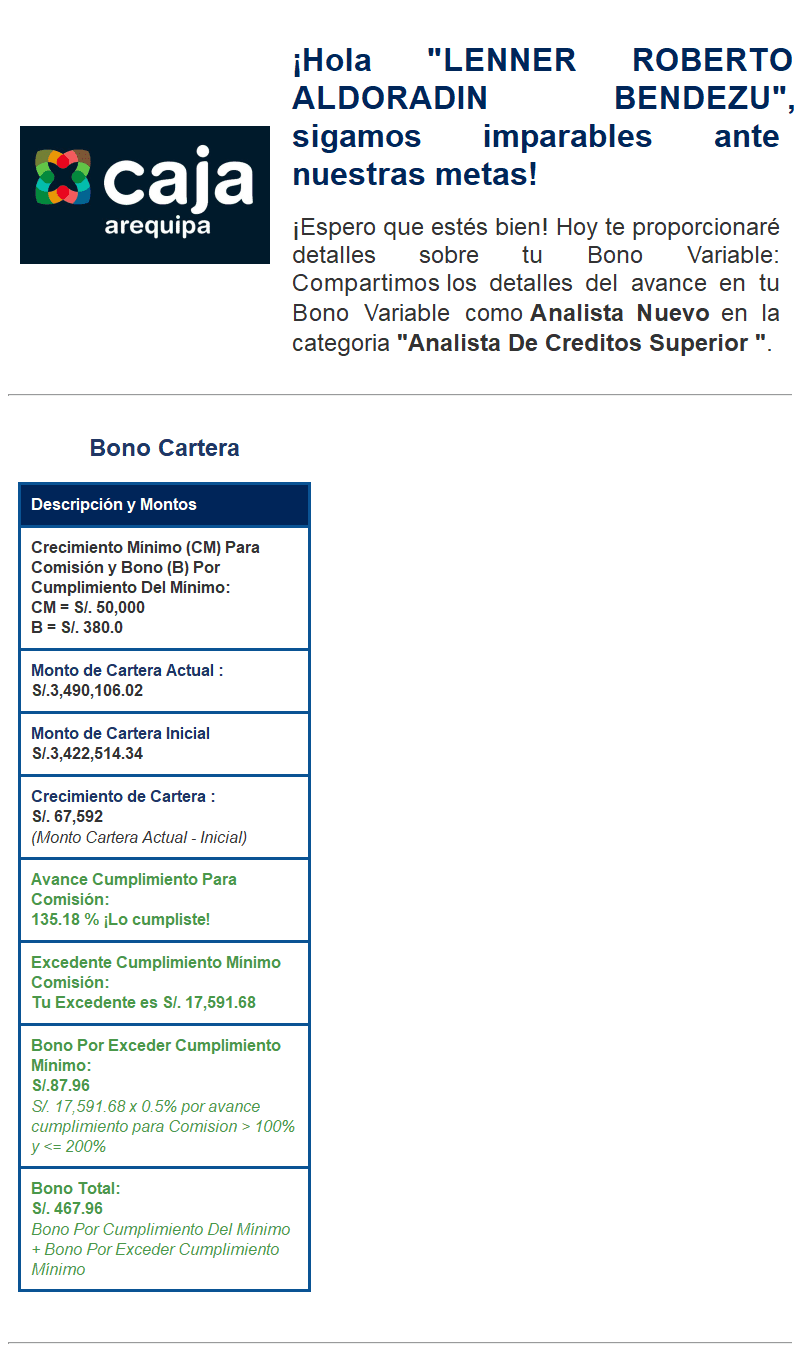 ¡Hola "LENNER ROBERTO
ALDORADIN BENDEZU",
sigamos imparables ante
nuestras metas!
caja
arequipa
¡Espero que estés bien! Hoy te proporcionaré
detalles sobre tu Bono Variable:
Compartimos los detalles del avance en tu
Bono Variable como Analista Nuevo en la
categoria "Analista De Creditos Superior ".
Bono Cartera
Descripción y Montos
Crecimiento Mínimo (CM) Para
Comisión y Bono (B) Por
Cumplimiento Del Mínimo:
CM = S/. 50,000
B = S/. 380.0
Monto de Cartera Actual :
S/.3,490,106.02
Monto de Cartera Inicial
S/.3,422,514.34
Crecimiento de Cartera :
S/. 67,592
(Monto Cartera Actual - Inicial)
Avance Cumplimiento Para
Comisión:
135.18 % ¡Lo cumpliste!
Excedente Cumplimiento Mínimo
Comisión:
Tu Excedente es S/. 17,591.68
Bono Por Exceder Cumplimiento
Mínimo:
S/.87.96
S/. 17,591.68 x 0.5% por avance
cumplimiento para Comision > 100%
y <= 200%
Bono Total:
S/. 467.96
Bono Por Cumplimiento Del Mínimo
+ Bono Por Exceder Cumplimiento
Mínimo